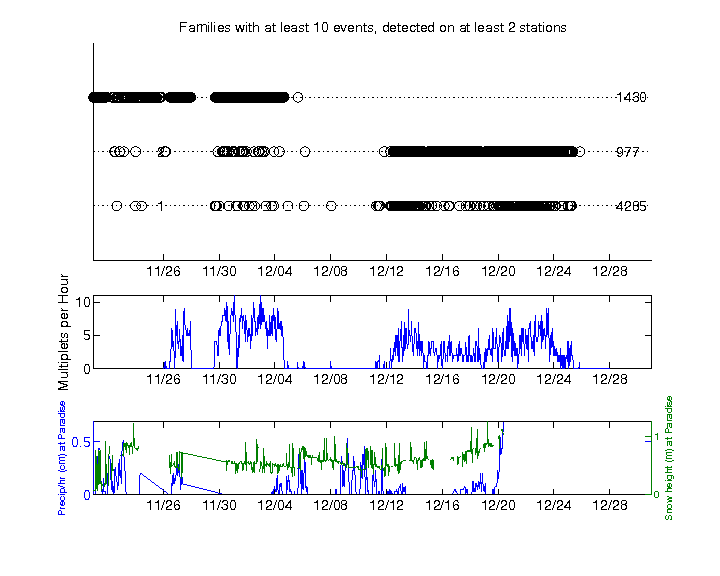 Families with at least 10 events, detected on at least 2 stations
1430
2 977
1 4265
11/26 11/30 12/04 12/08 12/12 12/16 12/20 12/24 12/28
Multiplets per Hour
10
5
0
11/26 11/30 12/04 12/08 12/12 12/16 12/20 12/24 12/28
Precip/hr (cm) at Paradise
0.5
0
1
0
Snow height (m) at Paradise
11/26 11/30 12/04 12/08 12/12 12/16 12/20 12/24 12/28